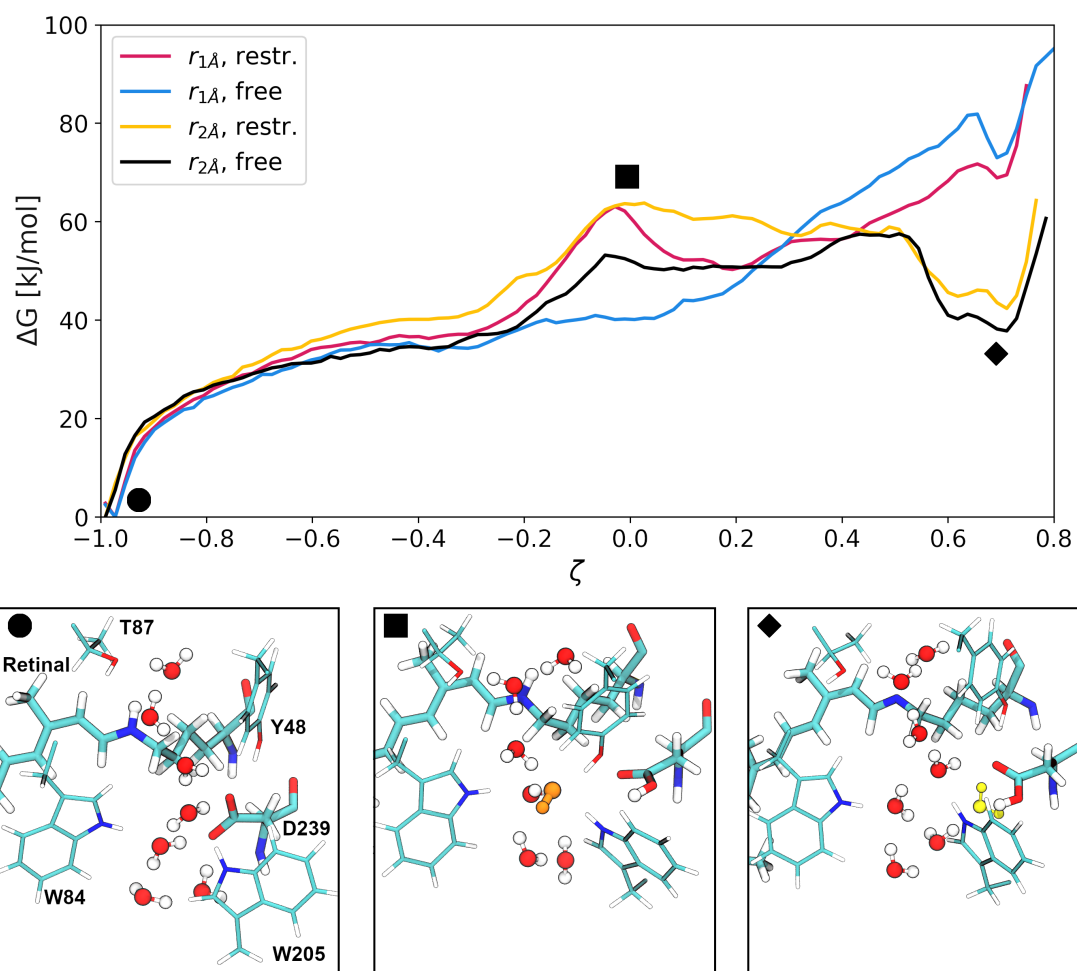 100
80
60
40
20
0
ΔG [kJ/mol]
r1Å, restr.
r1Å, free
r2Å, restr.
r2Å, free
−1.0 −0.8 −0.6 −0.4 −0.2 0.0 0.2 0.4 0.6 0.8
ζ
T87
Retinal
Y48
D239
W84
W205